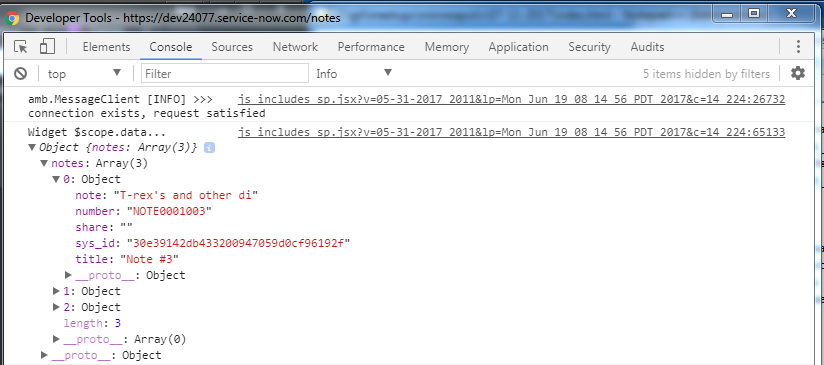 Developer Tools - https://dev24077.service-now.com/notes
Elements Console Sources Network Performance Memory Application Security Audits
top Filter Info 5 items hidden by filters
amb.MessageClient [INFO] >>> js_includes_sp.jsx?v=05-31-2017_2011&lp=Mon_Jun_19_08_14_56_PDT_2017&c=14_224:26732
connection exists, request satisfied
Widget $scope.data... js_includes_sp.jsx?v=05-31-2017_2011&lp=Mon_Jun_19_08_14_56_PDT_2017&c=14_224:65133
Object {notes: Array(3)} i
notes: Array(3)
0: Object
note: "T-rex's and other di"
number: "NOTE0001003"
share: ""
sys_id: "30e39142db433200947059d0cf96192f"
title: "Note #3"
__proto__: Object
1: Object
2: Object
length: 3
__proto__: Array(0)
__proto__: Object